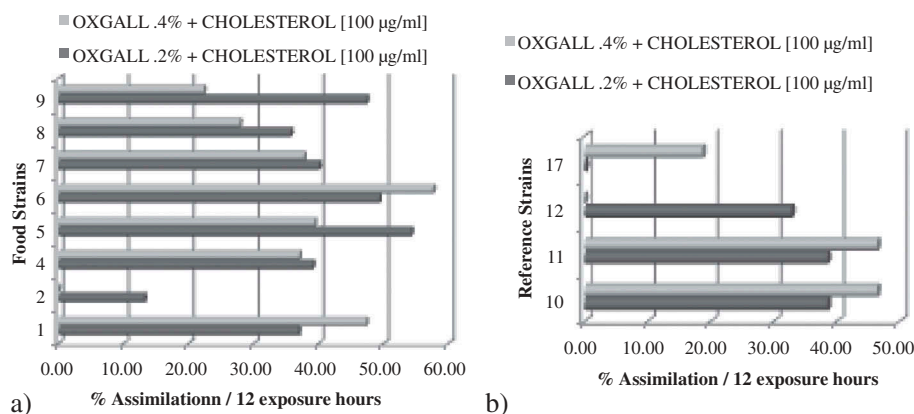 a)
OXGALL .4% + CHOLESTEROL [100 µg/ml]
OXGALL .2% + CHOLESTEROL [100 µg/ml]
Food Strains
9
8
7
6
5
4
2
1
0.00 10.00 20.00 30.00 40.00 50.00 60.00
% Assimilationn / 12 exposure hours
b)
OXGALL .4% + CHOLESTEROL [100 µg/ml]
OXGALL .2% + CHOLESTEROL [100 µg/ml]
Reference Strains
17
12
11
10
0.00 10.00 20.00 30.00 40.00 50.00
% Assimilation / 12 exposure hours